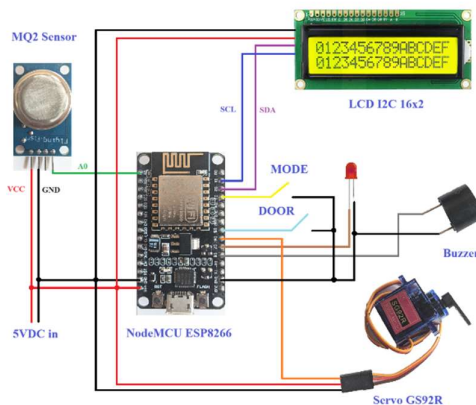 MQ2 Sensor
0123456789ABCDEF
0123456789ABCDEF
LCD I2C 16x2
SCL
SDA
A0
VCC
GND
MODE
DOOR
Buzzer
5VDC in
NodeMCU ESP8266
Servo GS92R